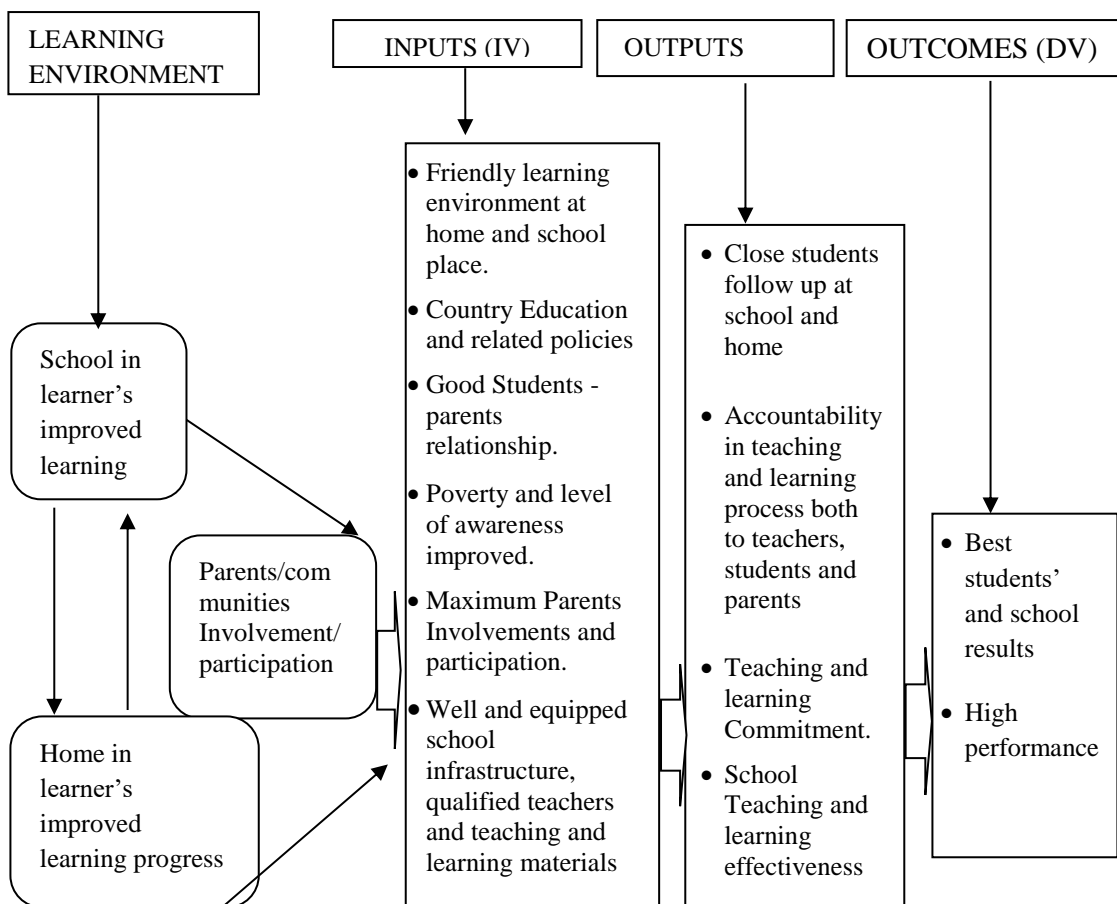 LEARNING
ENVIRONMENT
INPUTS (IV)
OUTPUTS
OUTCOMES (DV)
School in
learner's
improved
learning
Parents/com
munities
Involvement/
participation
Home in
learner's
improved
learning progress
• Friendly learning
environment at
home and school
place.
• Country Education
and related policies
• Good Students -
parents
relationship.
• Poverty and level
of awareness
improved.
• Maximum Parents
Involvements and
participation.
• Well and equipped
school
infrastructure,
qualified teachers
and teaching and
learning materials
• Close students
follow up at
school and
home
• Accountability
in teaching
and learning
process both
to teachers,
students and
parents
• Teaching and
learning
Commitment.
• School
Teaching and
learning
effectiveness
• Best
students'
and school
results
• High
performance